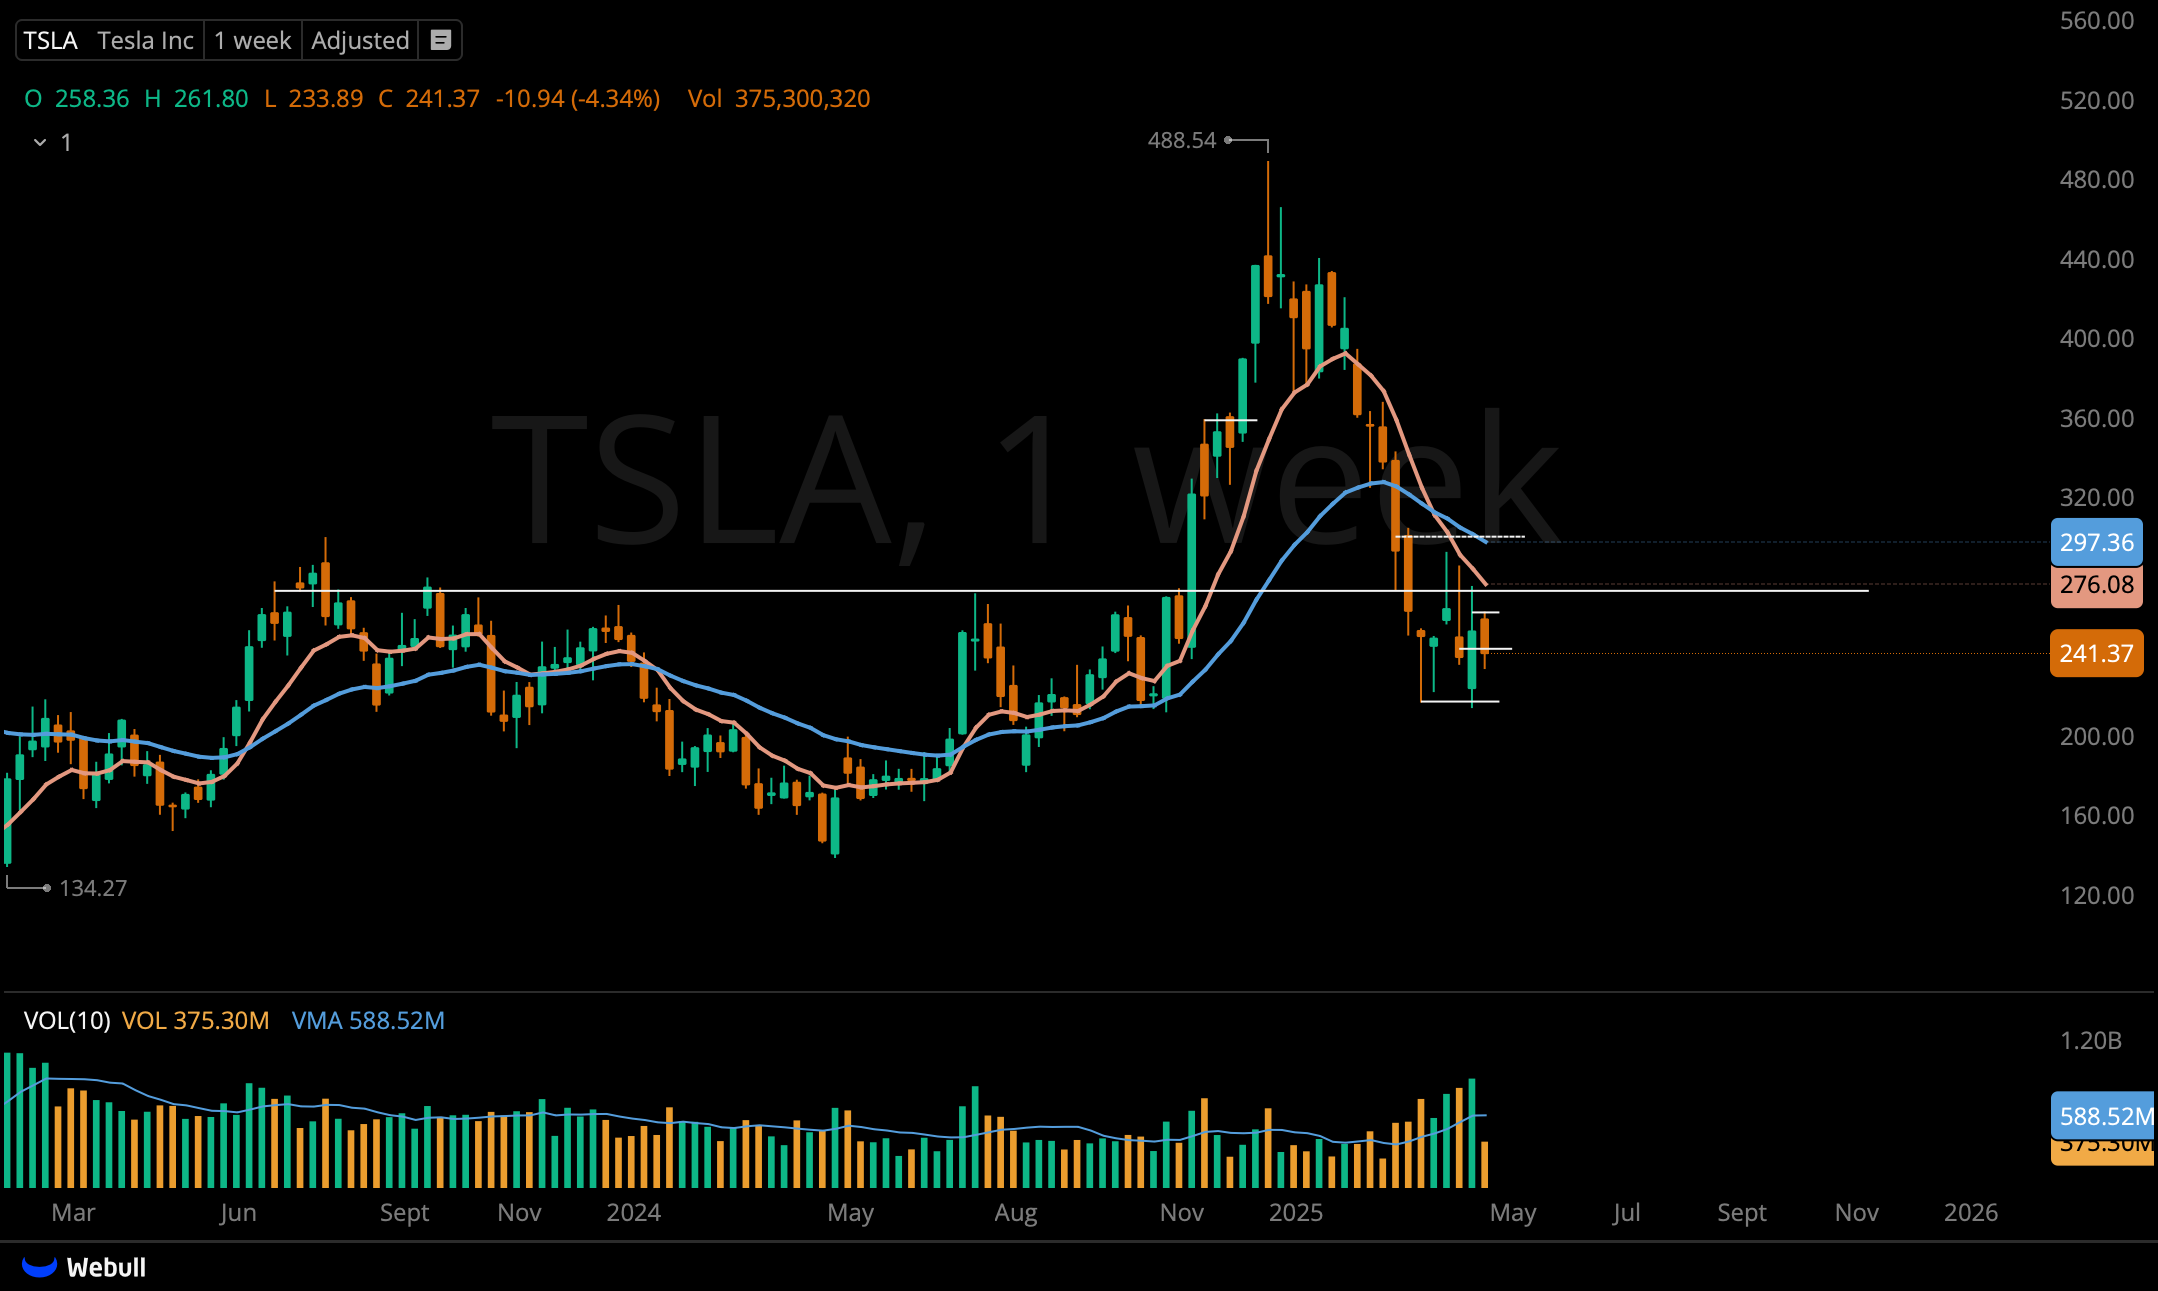 TSLA Tesla Inc 1 week Adjusted
O 258.36 H 261.80 L 233.89 C 241.37 -10.94 (-4.34%) Vol 375,300,320
1
TSLA, 1 week
488.54
134.27
560.00
520.00
480.00
440.00
400.00
360.00
320.00
297.36
276.08
241.37
200.00
160.00
120.00
VOL(10) VOL 375.30M VMA 588.52M
1.20B
588.52M
375.30M
Mar Jun Sept Nov 2024 May Aug Nov 2025 May Jul Sept Nov 2026
Webull